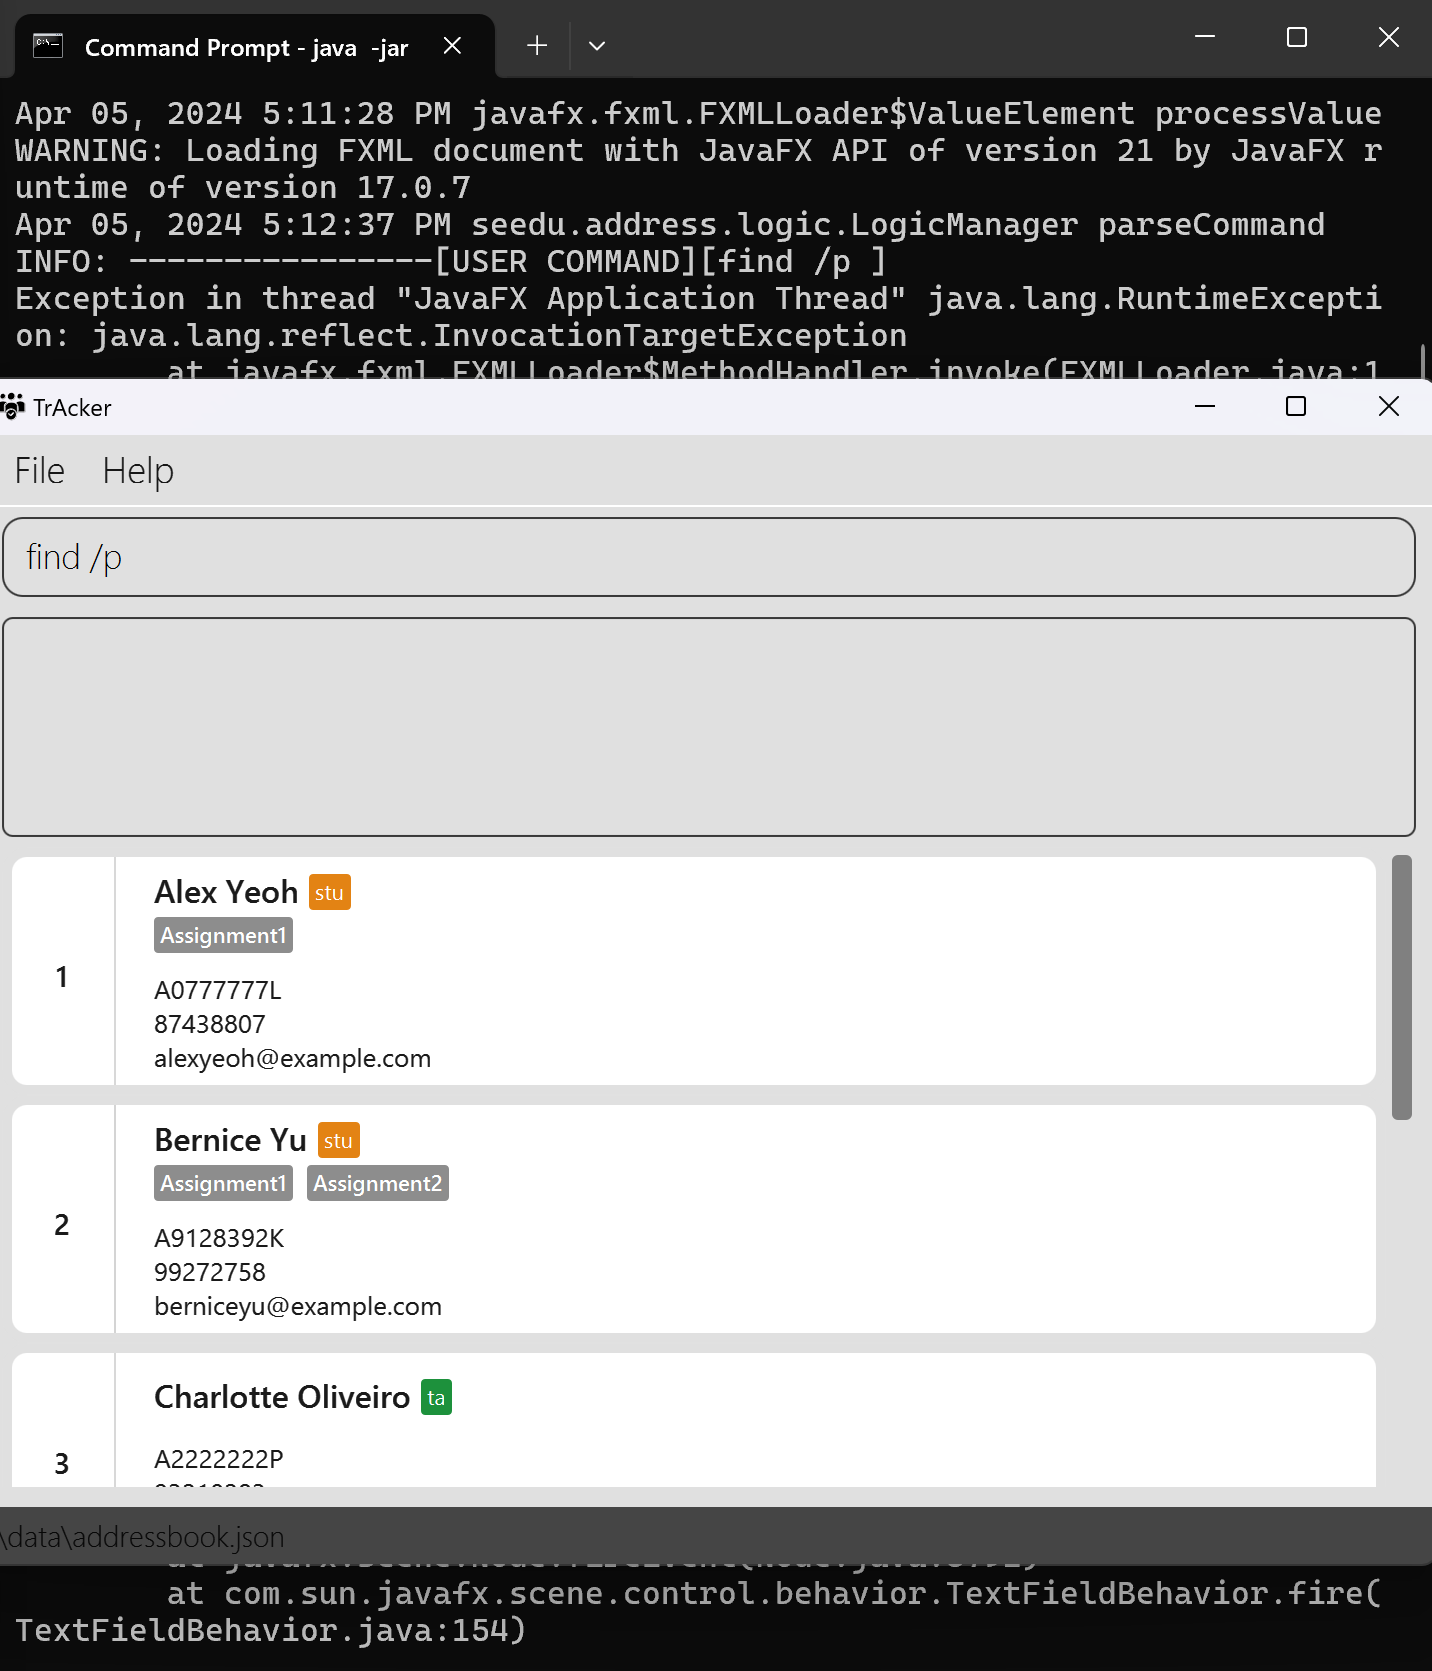 Command Prompt - java  -jar
Apr 05, 2024 5:11:28 PM javafx.fxml.FXMLLoader$ValueElement processValue
WARNING: Loading FXML document with JavaFX API of version 21 by JavaFX r
untime of version 17.0.7
Apr 05, 2024 5:12:37 PM seedu.address.logic.LogicManager parseCommand
INFO: ----------------[USER COMMAND][find /p ]
Exception in thread "JavaFX Application Thread" java.lang.RuntimeExcepti
on: java.lang.reflect.InvocationTargetException
at javafx.fxml.FXMLLoader$MethodHandler.invoke(FXMLLoader.java:1
TrAcker
File Help
find /p
Alex Yeoh stu
Assignment1
1
A0777777L
87438807
alexyeoh@example.com
Bernice Yu stu
Assignment1 Assignment2
2
A9128392K
99272758
berniceyu@example.com
Charlotte Oliveiro ta
A2222222P
3
\data\addressbook.json
at com.sun.javafx.scene.control.behavior.TextFieldBehavior.fire(
TextFieldBehavior.java:154)